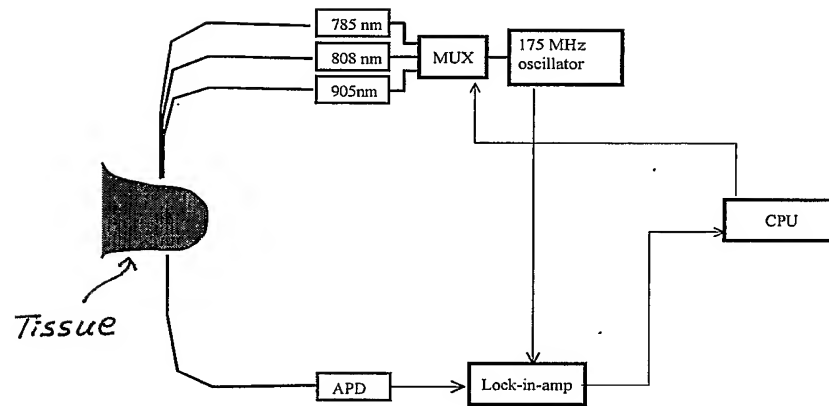 785 nm
808 nm
905nm
MUX
175 MHz
oscillator
CPU
Tissue
APD
Lock-in-amp